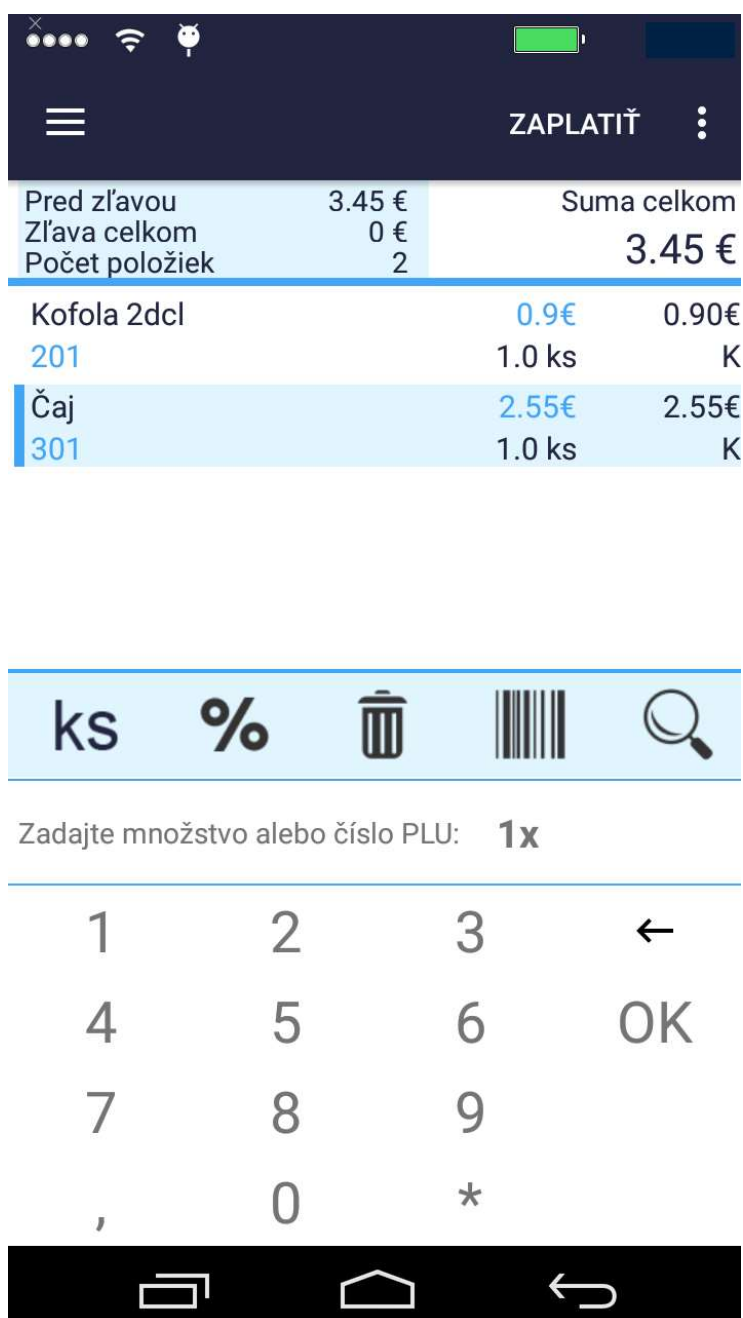 ZAPLATIŤ
Pred zľavou 3.45 €
Zľava celkom 0 €
Počet položiek 2
Suma celkom
3.45 €
Kofola 2dcl 0.9€ 0.90€
201 1.0 ks K
Čaj 2.55€ 2.55€
301 1.0 ks K
ks %
Zadajte množstvo alebo číslo PLU: 1x
1 2 3 ←
4 5 6 OK
7 8 9
, 0 *